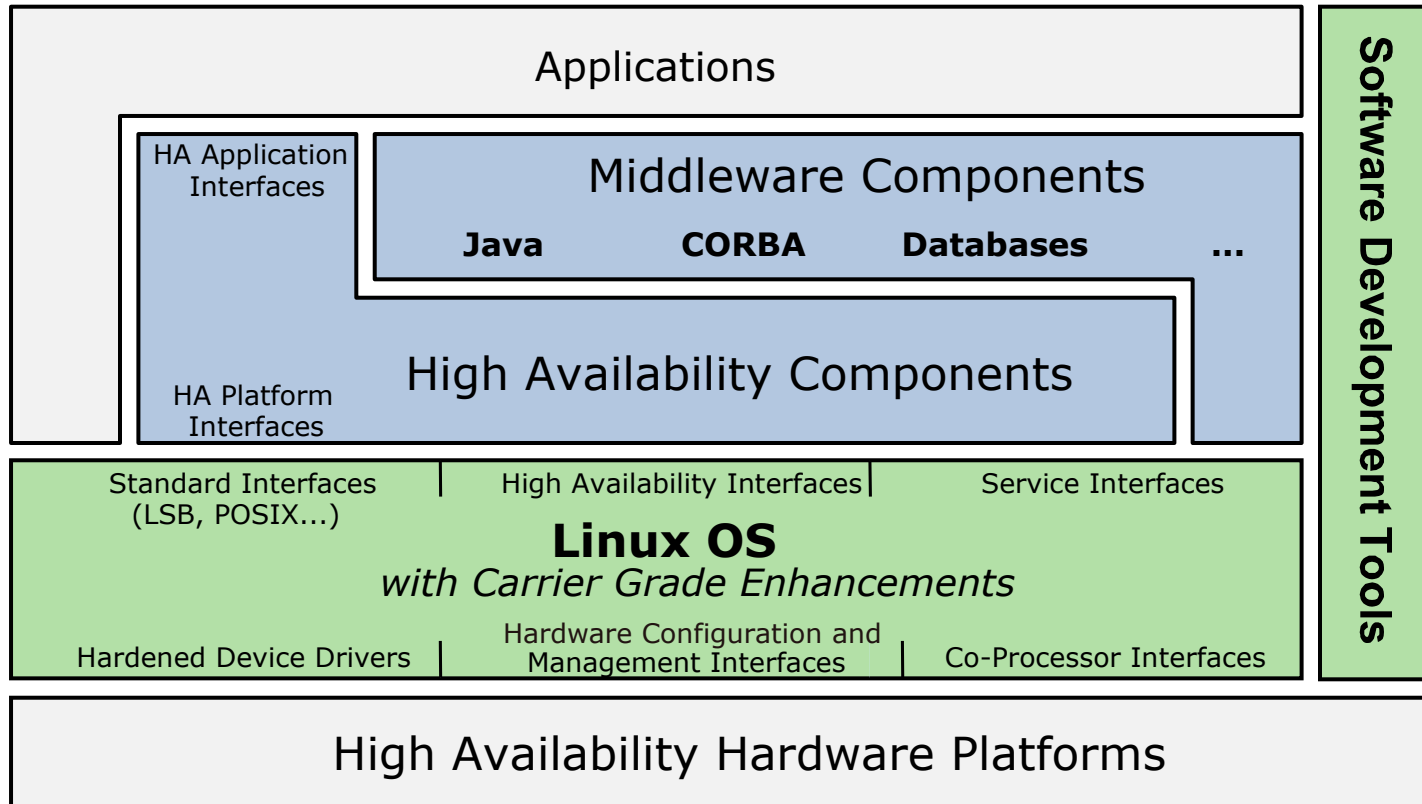 Applications
HA Application
Interfaces
Middleware Components
Java CORBA Databases ...
High Availability Components
HA Platform
Interfaces
Standard Interfaces
(LSB, POSIX...)
High Availability Interfaces
Service Interfaces
Linux OS
with Carrier Grade Enhancements
Hardened Device Drivers
Hardware Configuration and
Management Interfaces
Co-Processor Interfaces
High Availability Hardware Platforms
Software Development Tools